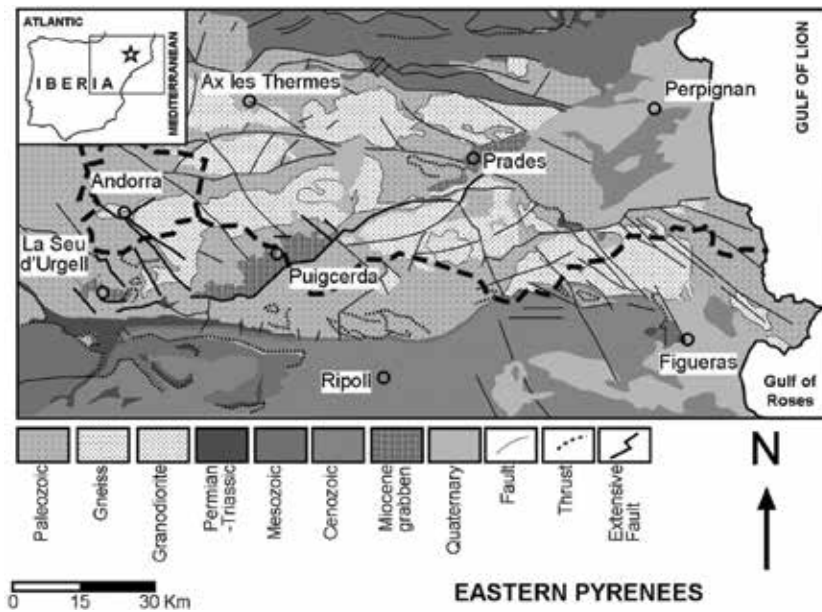 ATLANTIC
IBERIA
MEDITERRANEAN
GULF OF LION
Ax les Thermes
Perpignan
Prades
Andorra
La Seu
d'Urgell
Puigcerda
Ripoll
Figueras
Gulf of
Roses
Paleozoic
Gneiss
Granodiorite
Permian
-Triassic
Mesozoic
Cenozoic
Miocene
grabben
Quaternary
Fault
Thrust
Extensive
Fault
N
0 15 30 Km
EASTERN PYRENEES